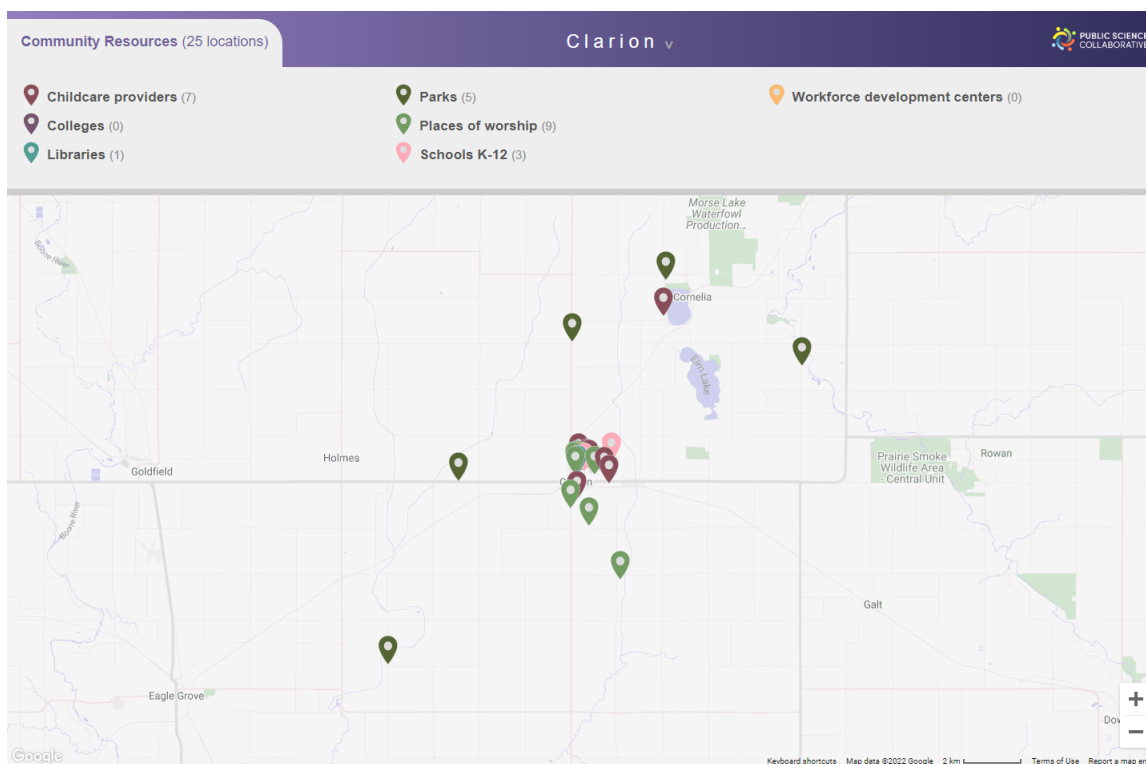 Community Resources (25 locations)
Clarion v
PUBLIC SCIENCE
COLLABORATIVE
Childcare providers (7)
Colleges (0)
Libraries (1)
Parks (5)
Places of worship (9)
Schools K-12 (3)
Workforce development centers (0)
Morse Lake
Waterfowl
Production...
Boone River
Cornelia
Elm Lake
Goldfield
Holmes
Prairie Smoke
Wildlife Area
- Central Unit
Rowan
Boone River
Galt
Eagle Grove
+
−
Google
Keyboard shortcuts
Map data ©2022 Google
2 km
Terms of Use